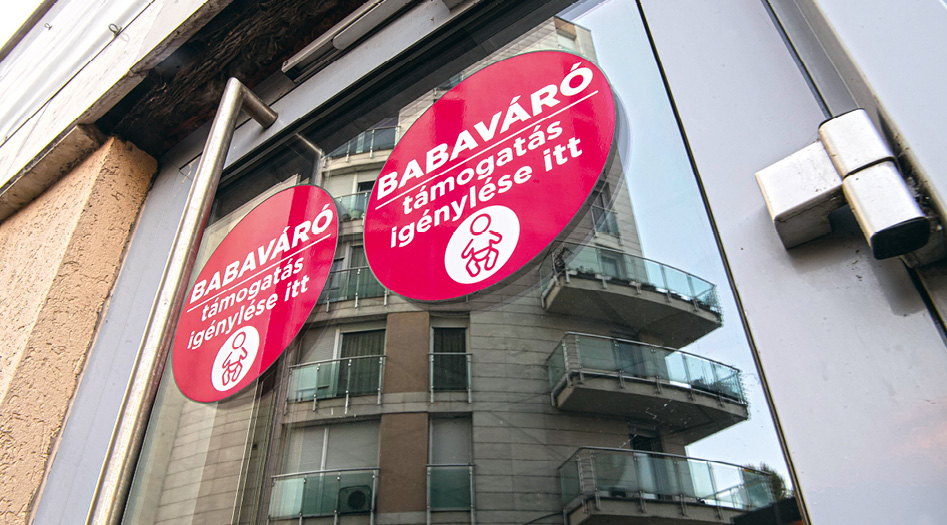 BABAVÁRÓ
támogatás
igénylése itt
BABAVÁRÓ
támogatás
igénylése itt